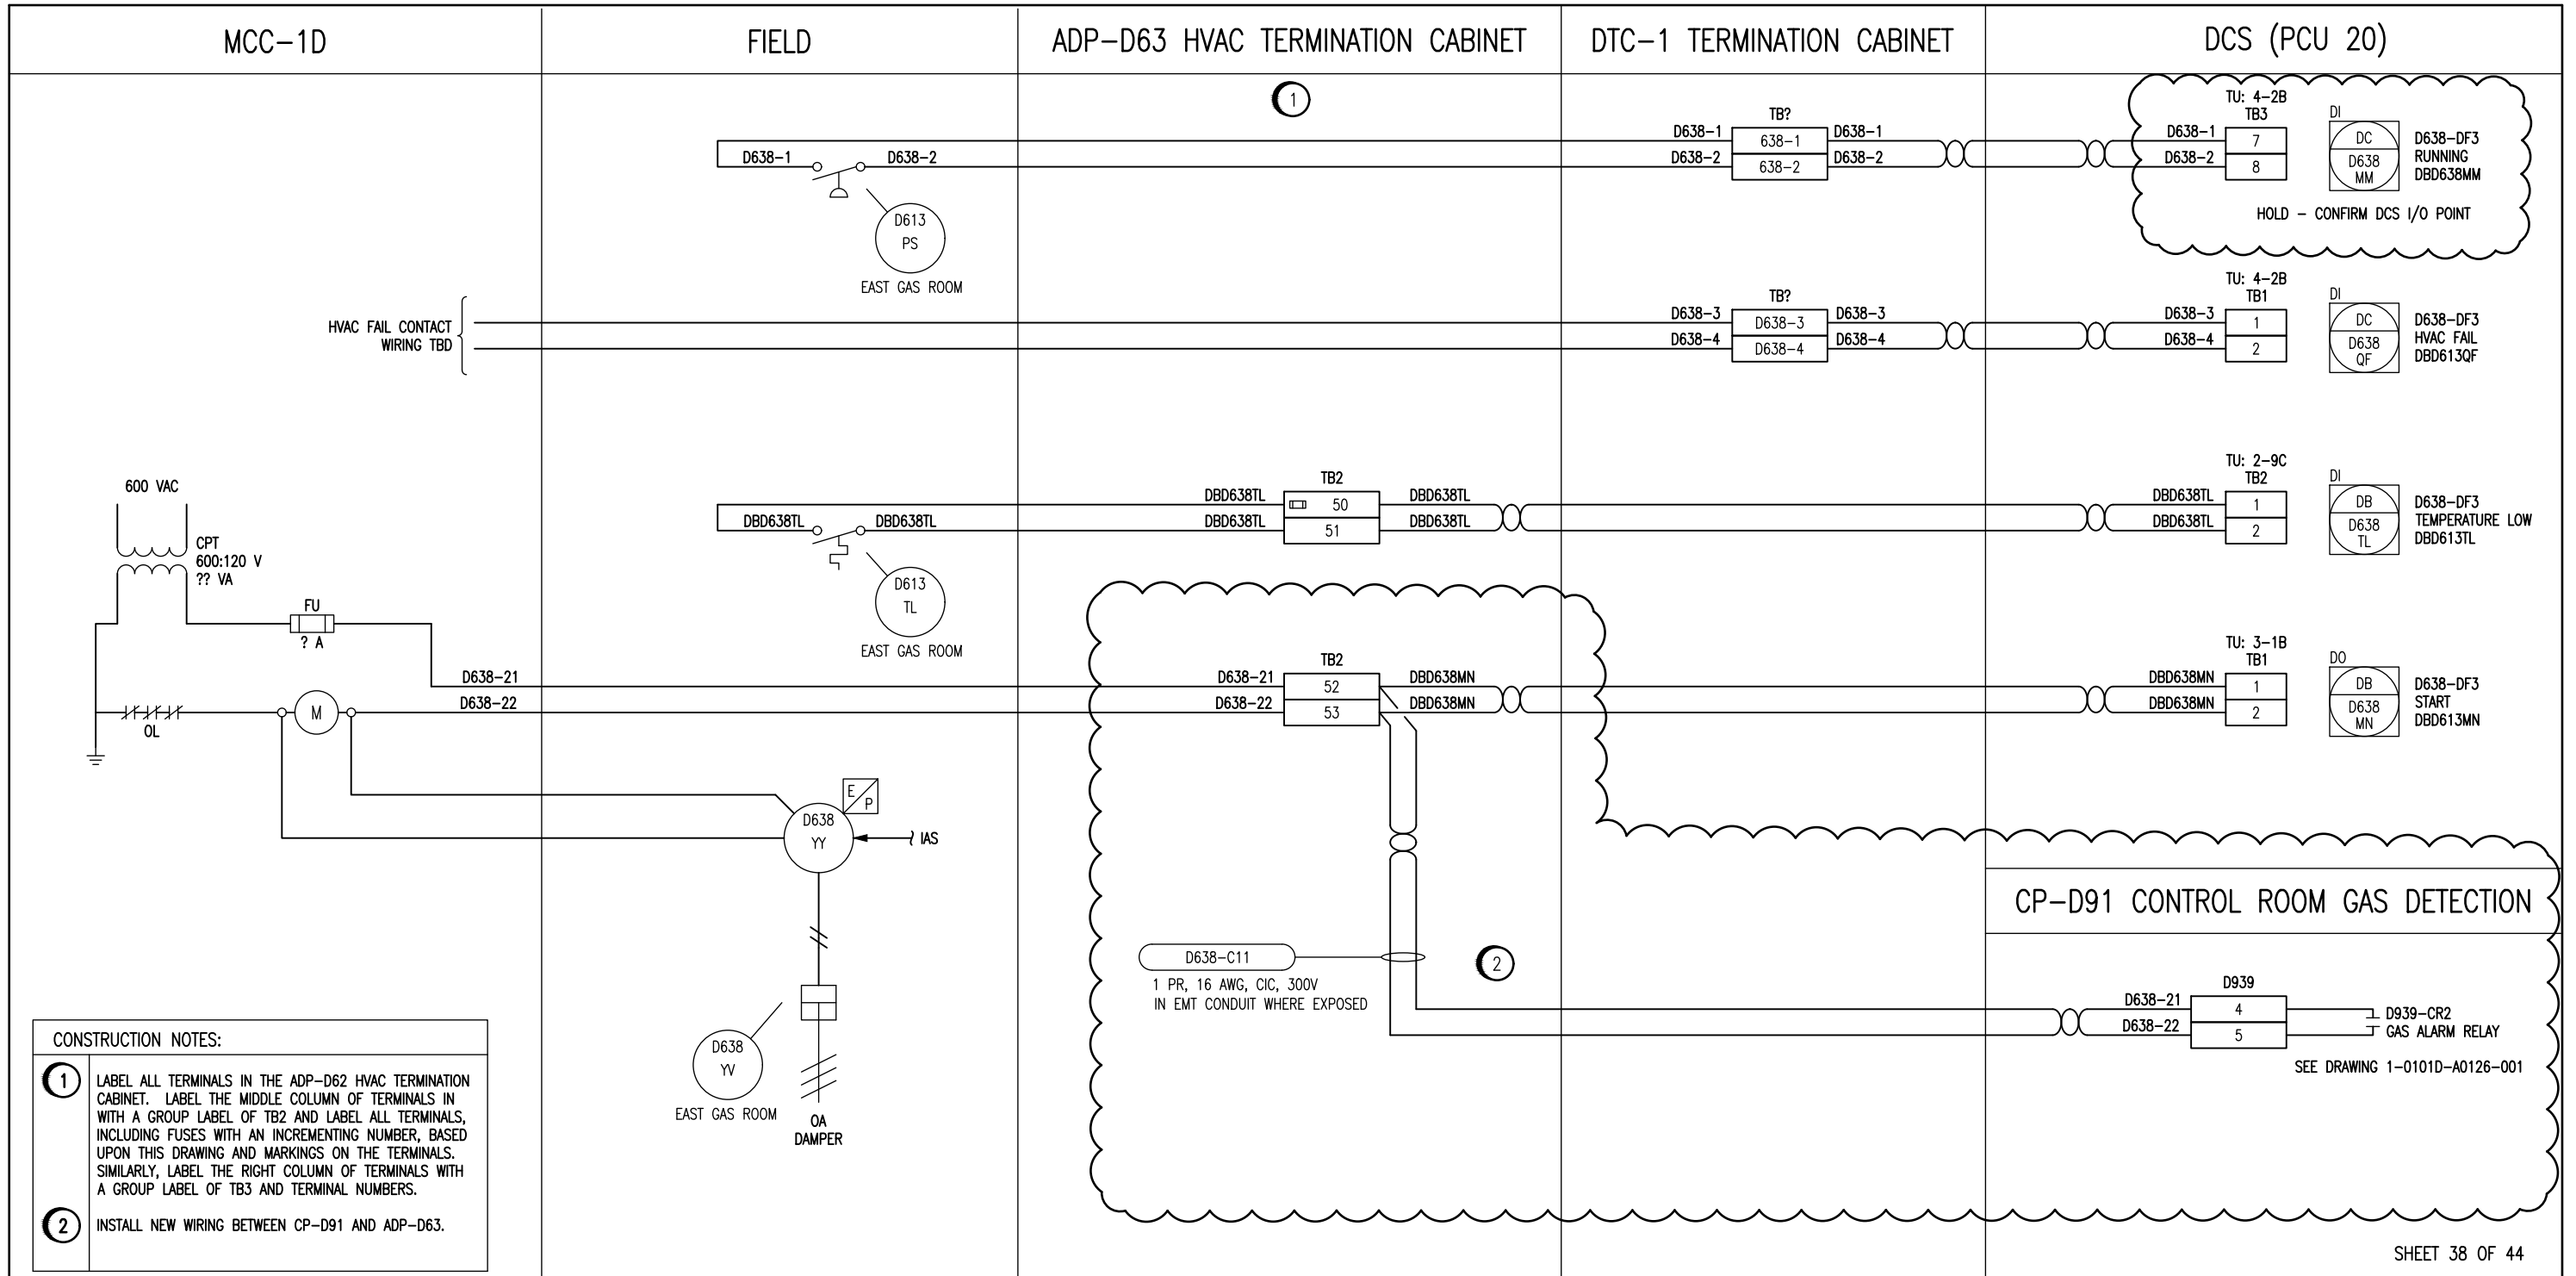 MCC-1D
FIELD
ADP-D63 HVAC TERMINATION CABINET
DTC-1 TERMINATION CABINET
DCS (PCU 20)
1
D638-1
D638-2
D613
PS
EAST GAS ROOM
TB?
D638-1
638-1
D638-1
D638-2
638-2
D638-2
TU: 4-2B
TB3
D638-1
7
D638-2
8
DI
DC
D638
MM
D638-DF3
RUNNING
DBD638MM
HOLD - CONFIRM DCS I/O POINT
HVAC FAIL CONTACT
WIRING TBD
TB?
D638-3
D638-3
D638-3
D638-4
D638-4
D638-4
TU: 4-2B
TB1
D638-3
1
D638-4
2
DI
DC
D638
QF
D638-DF3
HVAC FAIL
DBD613QF
600 VAC
CPT
600:120 V
?? VA
FU
? A
DBD638TL
DBD638TL
D613
TL
EAST GAS ROOM
TB2
DBD638TL
50
DBD638TL
DBD638TL
51
DBD638TL
TU: 2-9C
TB2
DBD638TL
1
DBD638TL
2
DI
DB
D638
TL
D638-DF3
TEMPERATURE LOW
DBD613TL
D638-21
D638-22
OL
M
TB2
D638-21
52
DBD638MN
D638-22
53
DBD638MN
TU: 3-1B
TB1
DBD638MN
1
DBD638MN
2
DO
DB
D638
MN
D638-DF3
START
DBD613MN
E
P
D638
YY
IAS
D638
YV
EAST GAS ROOM
OA
DAMPER
D638-C11
1 PR, 16 AWG, CIC, 300V
IN EMT CONDUIT WHERE EXPOSED
2
CP-D91 CONTROL ROOM GAS DETECTION
D939
D638-21
4
D638-22
5
D939-CR2
GAS ALARM RELAY
SEE DRAWING 1-0101D-A0126-001
CONSTRUCTION NOTES:
1
LABEL ALL TERMINALS IN THE ADP-D62 HVAC TERMINATION
CABINET. LABEL THE MIDDLE COLUMN OF TERMINALS IN
WITH A GROUP LABEL OF TB2 AND LABEL ALL TERMINALS,
INCLUDING FUSES WITH AN INCREMENTING NUMBER, BASED
UPON THIS DRAWING AND MARKINGS ON THE TERMINALS.
SIMILARLY, LABEL THE RIGHT COLUMN OF TERMINALS WITH
A GROUP LABEL OF TB3 AND TERMINAL NUMBERS.
2
INSTALL NEW WIRING BETWEEN CP-D91 AND ADP-D63.
SHEET 38 OF 44